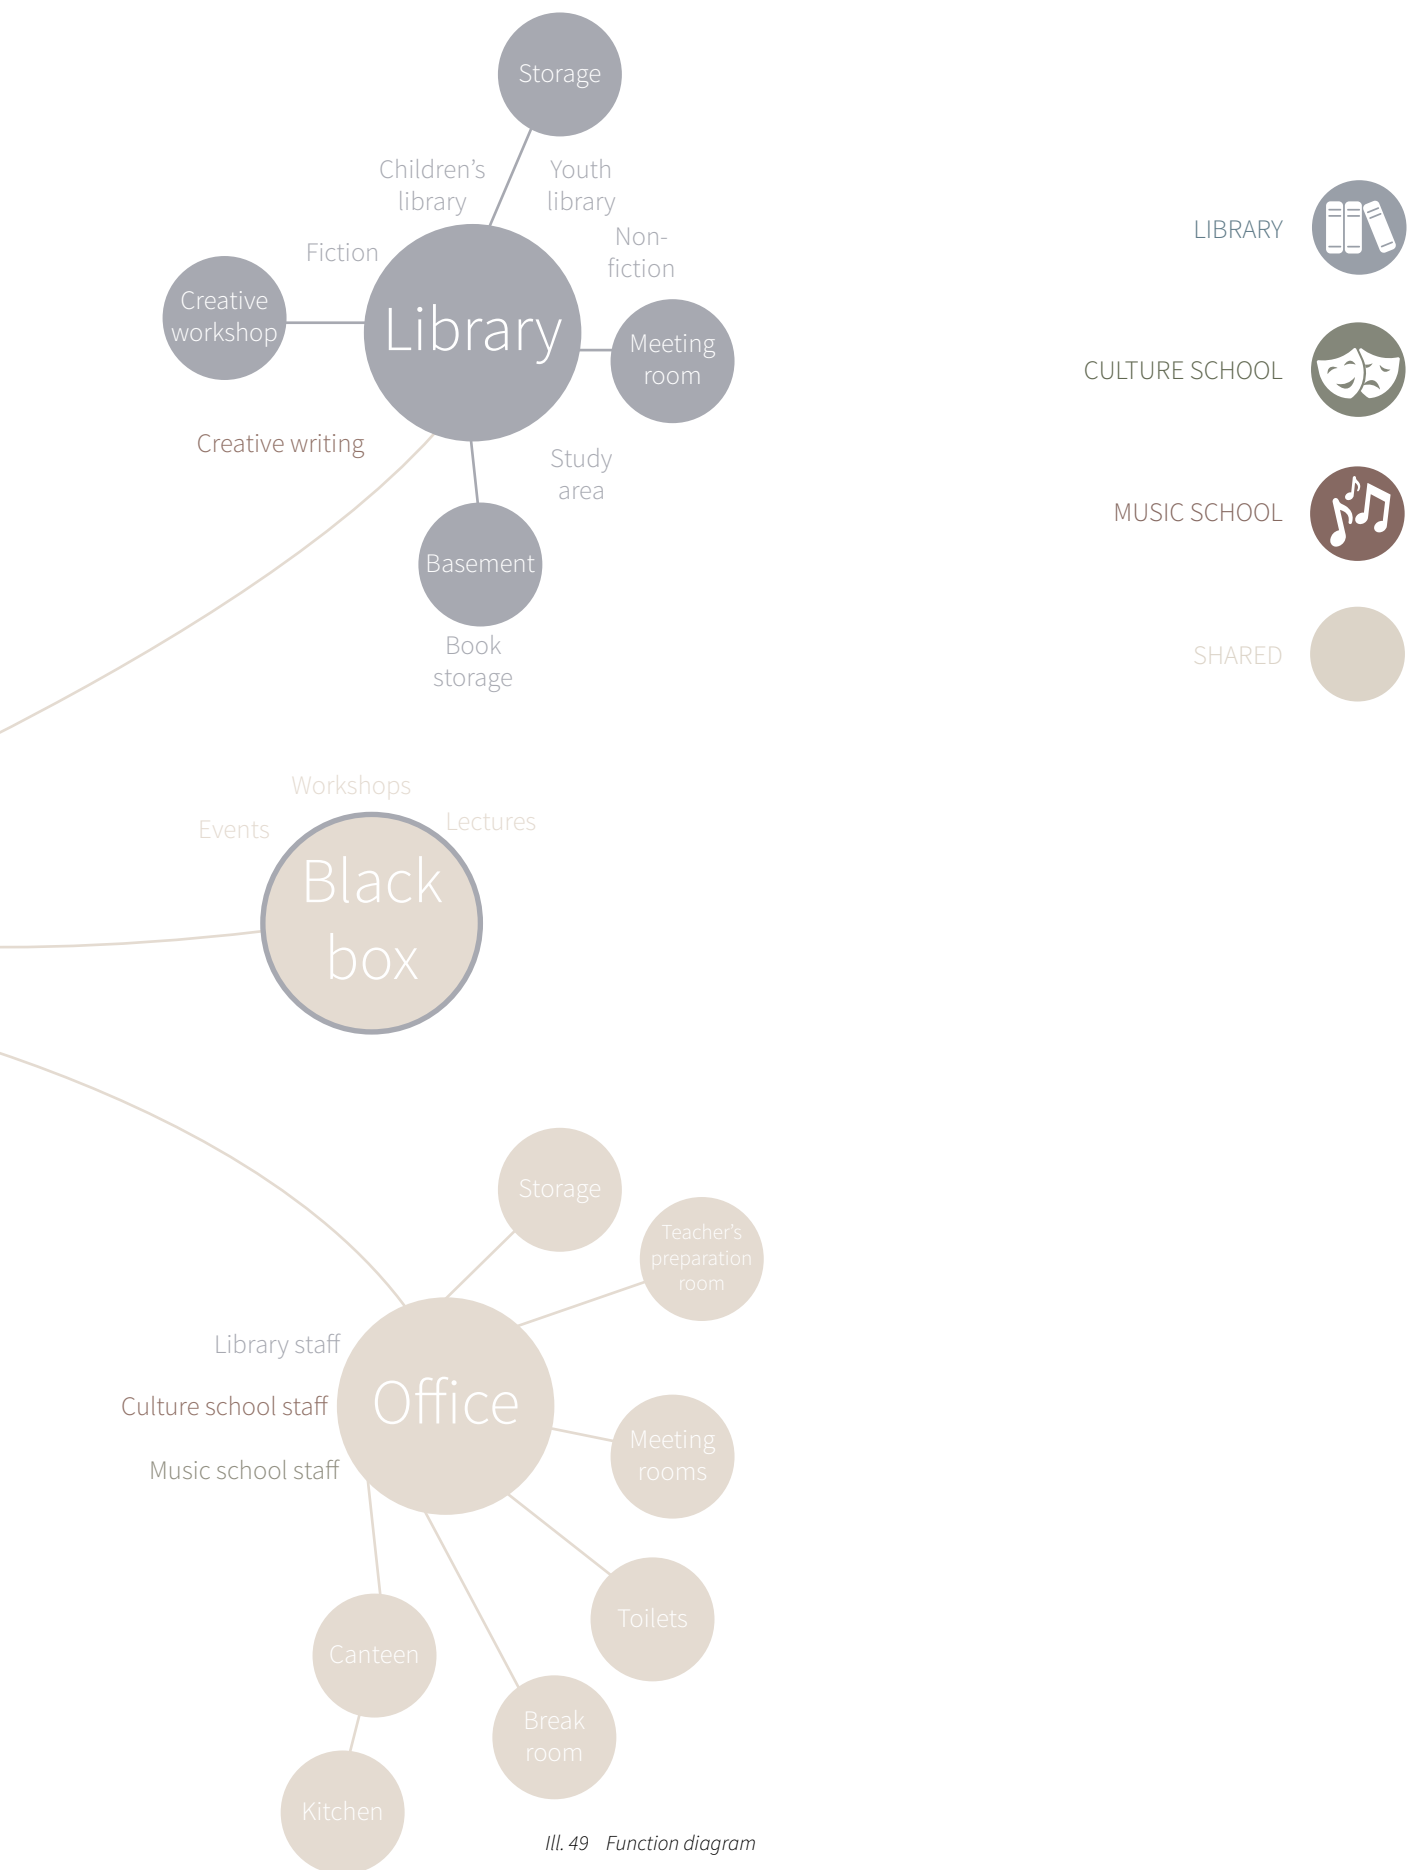 Storage
Children’s
library
Youth
library
Fiction
Non-
fiction
Creative
workshop
Library
Meeting
room
Creative writing
Study
area
Basement
Book
storage
LIBRARY
CULTURE SCHOOL
MUSIC SCHOOL
SHARED
Workshops
Events
Lectures
Black
box
Storage
Teacher’s
preparation
room
Library staff
Culture school staff
Music school staff
Office
Meeting
rooms
Toilets
Canteen
Break
room
Kitchen
Ill. 49 Function diagram